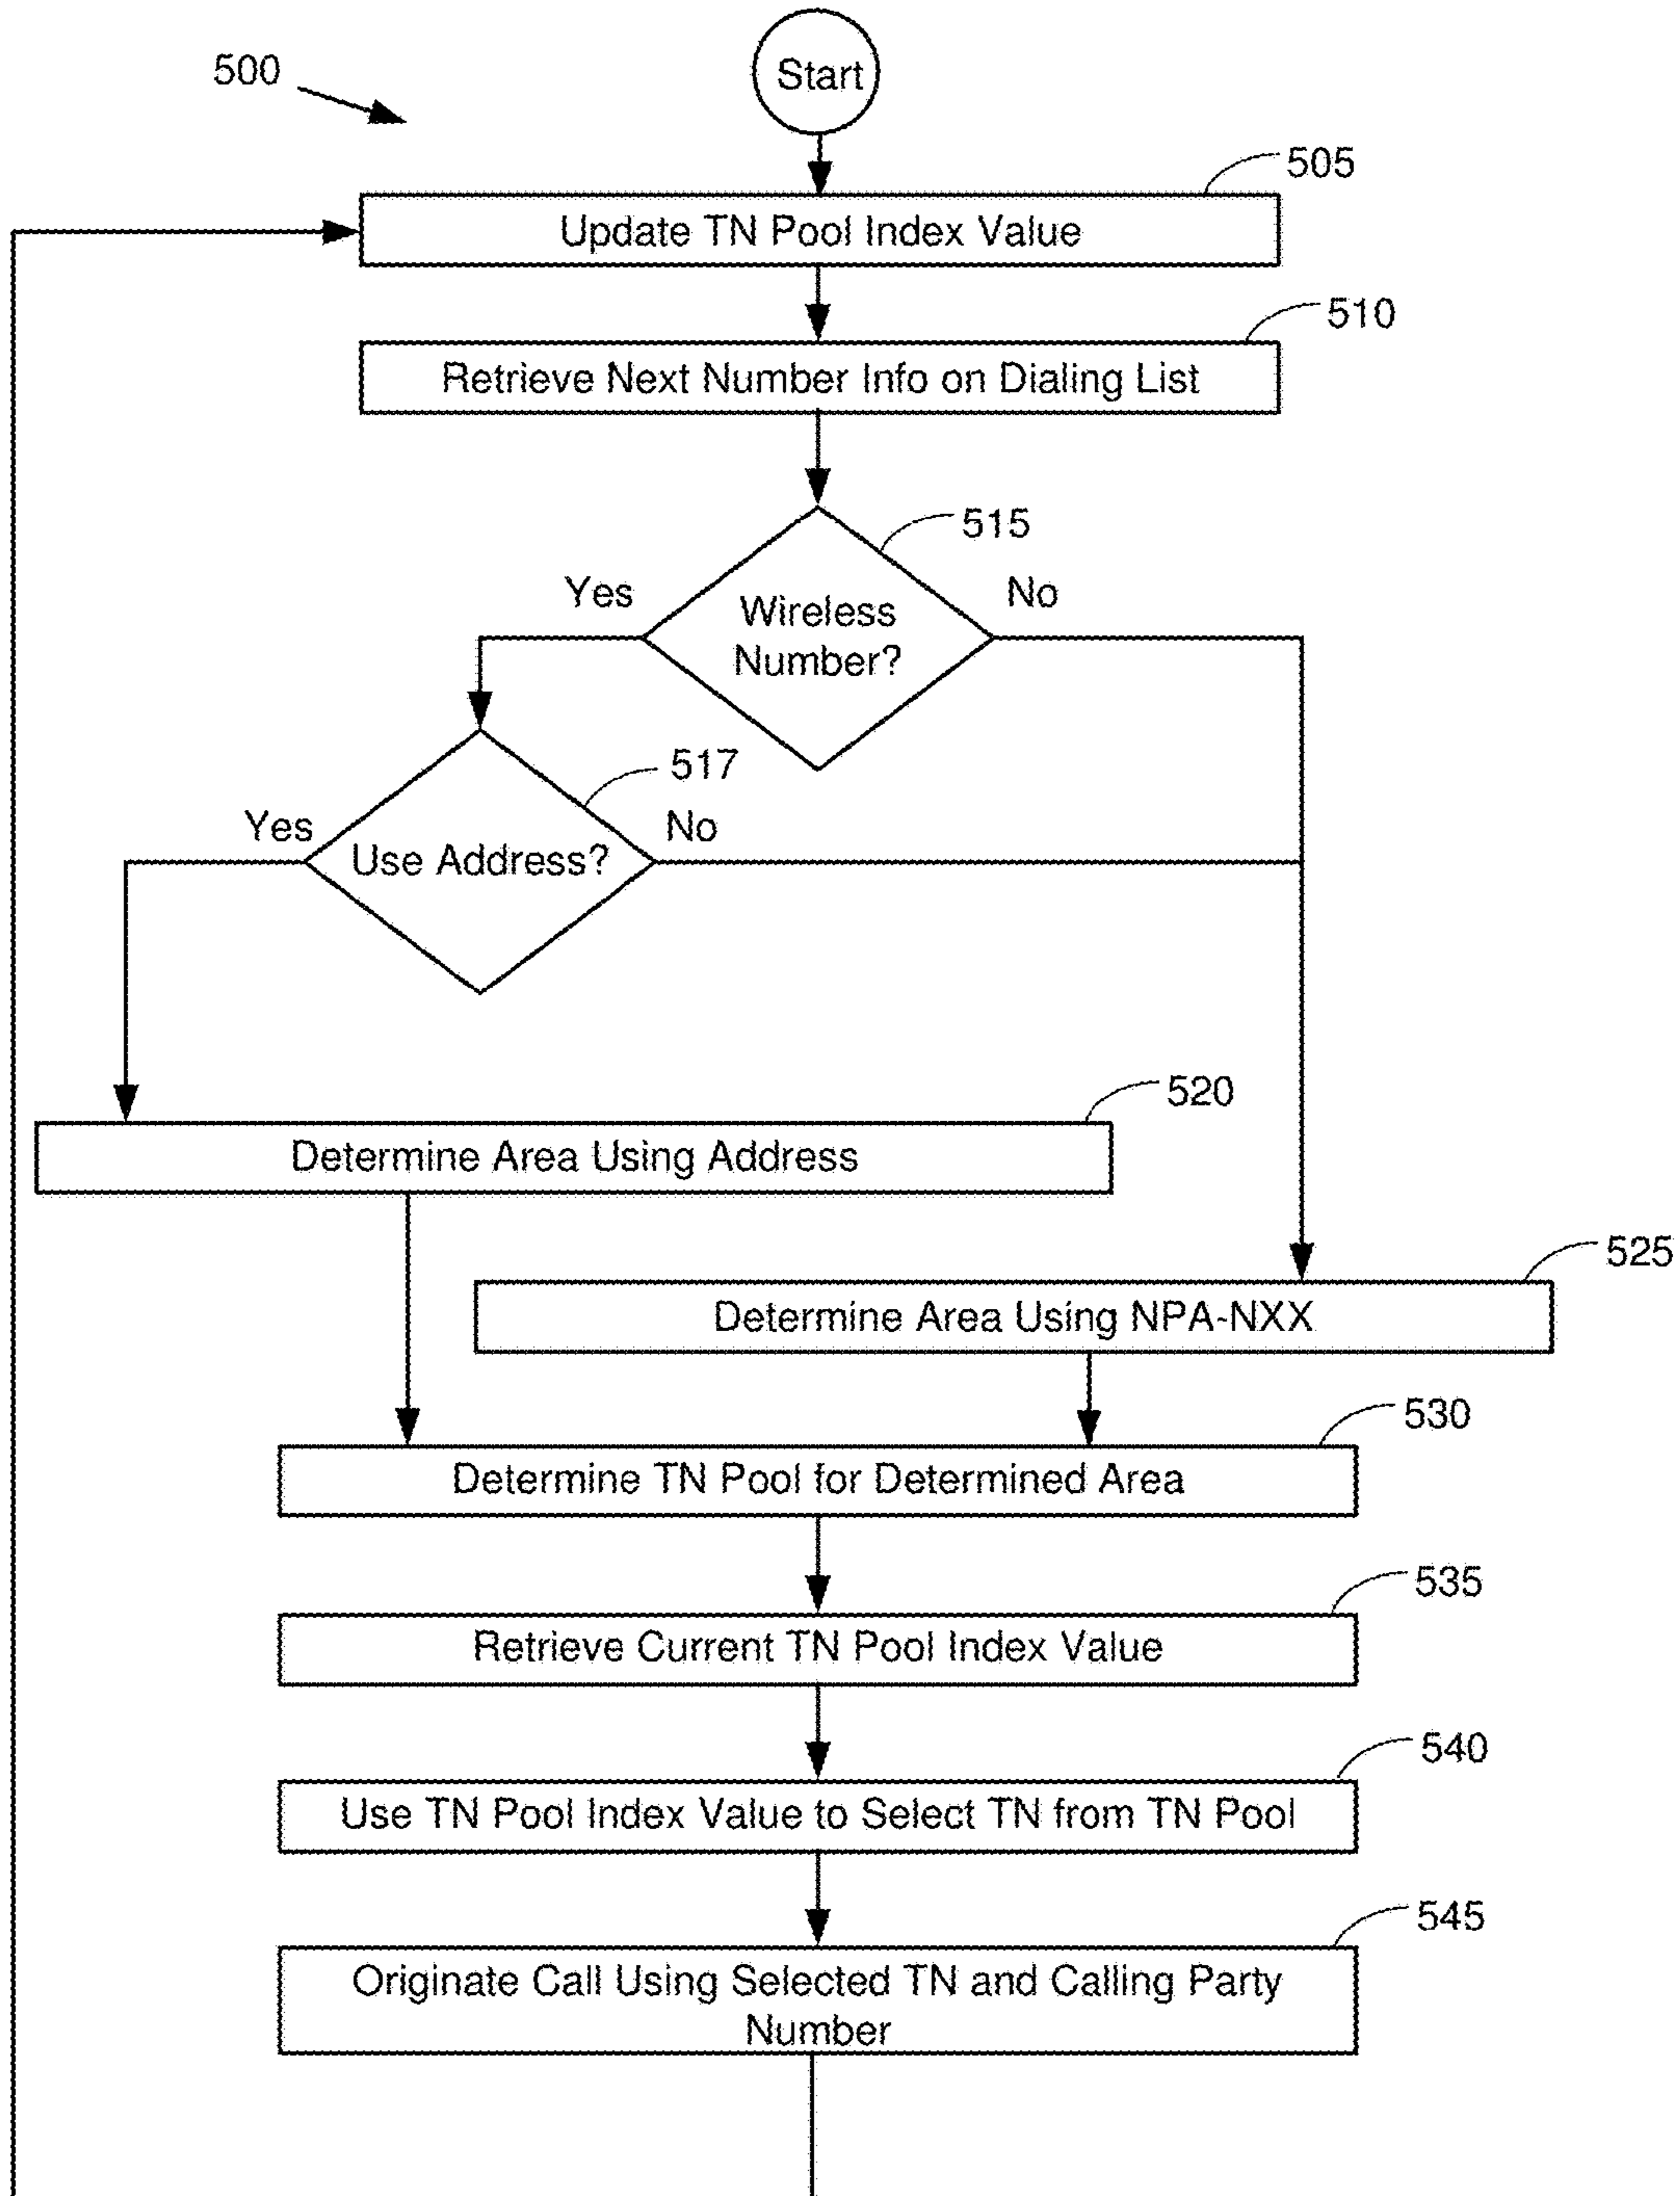 Start
500
505
Update TN Pool Index Value
510
Retrieve Next Number Info on Dialing List
515
Yes
No
Wireless
Number?
517
Yes
No
Use Address?
520
Determine Area Using Address
525
Determine Area Using NPA-NXX
530
Determine TN Pool for Determined Area
535
Retrieve Current TN Pool Index Value
540
Use TN Pool Index Value to Select TN from TN Pool
545
Originate Call Using Selected TN and Calling Party
Number